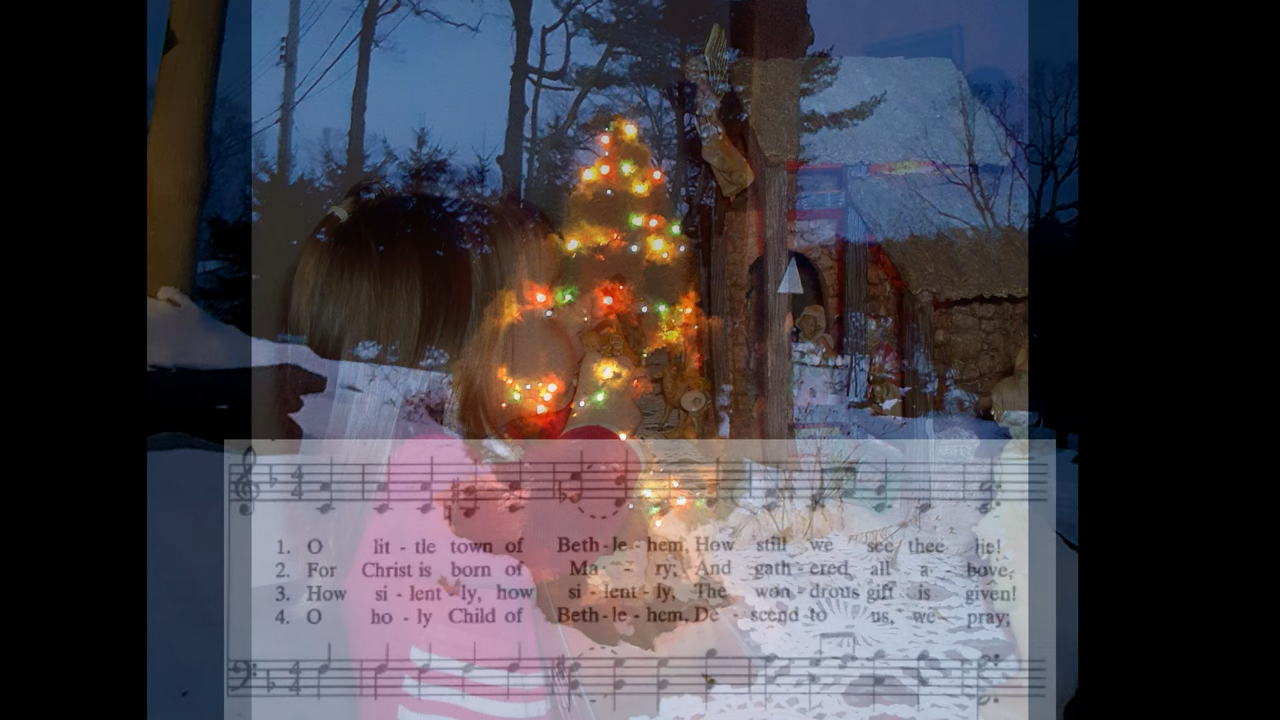 1. O lit - tle town of Beth - le - hem, How still we see thee lie!
2. For Christ is born of Ma - - ry; And gath - ered all a - bove,
3. How si - lent - ly, how si - lent - ly, The won - drous gift is given!
4. O ho - ly Child of Beth - le - hem, De - scend to us, we pray;